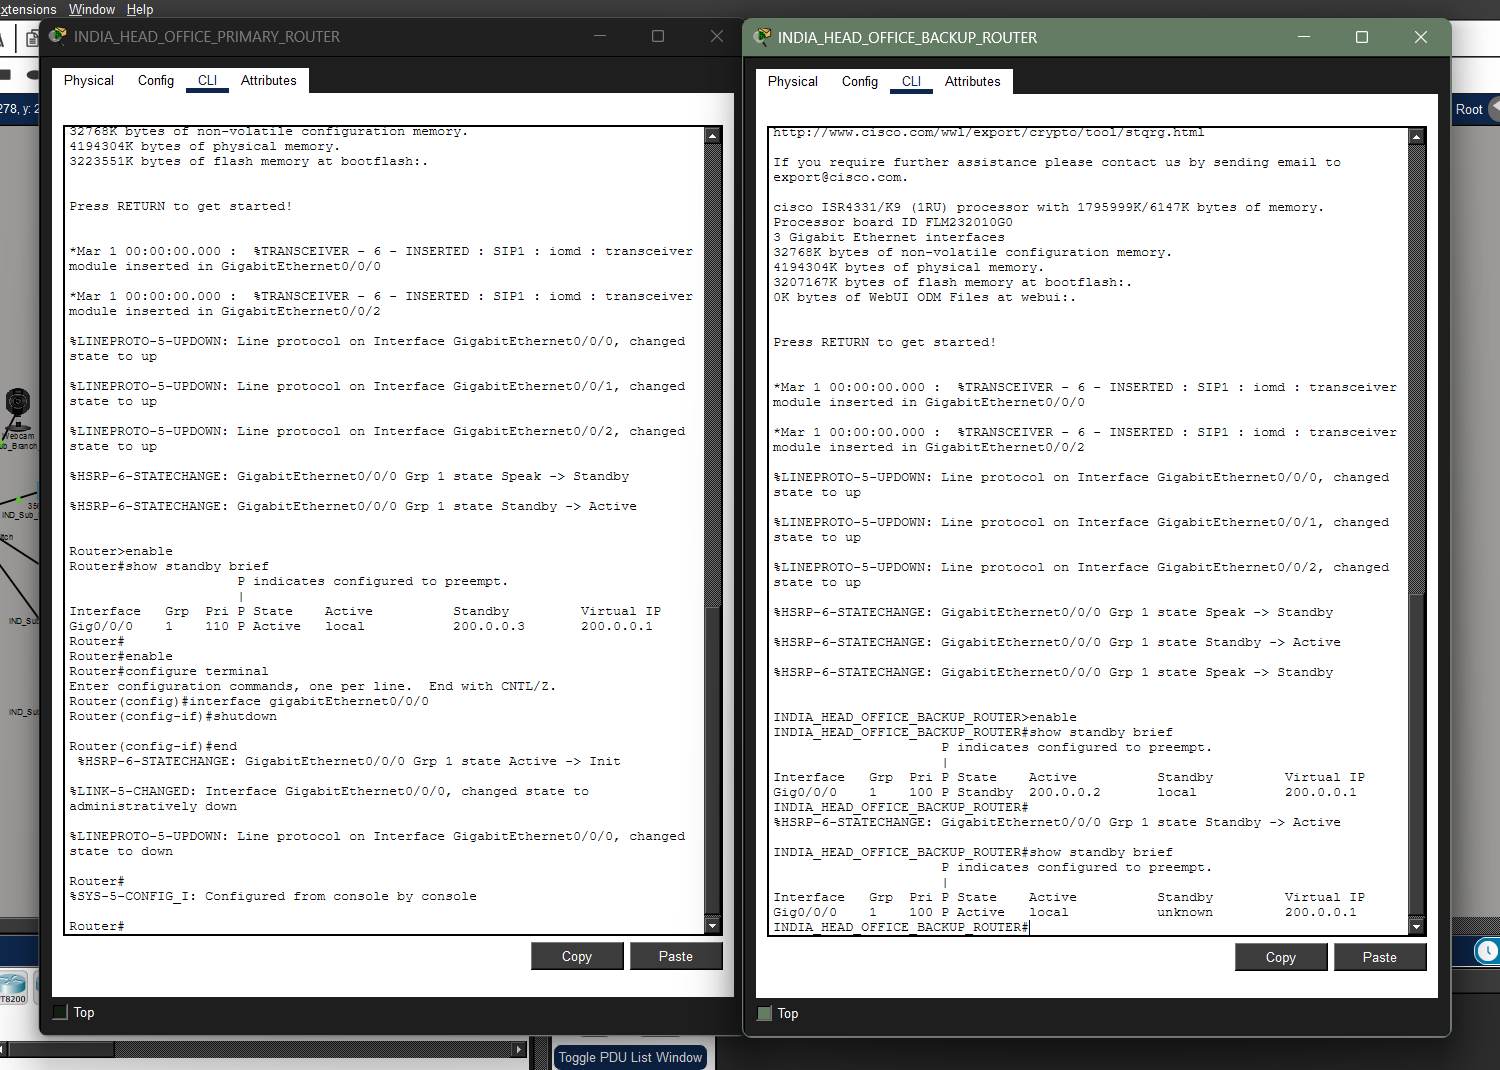 xtensions Window Help
INDIA_HEAD_OFFICE_PRIMARY_ROUTER
Physical Config CLI Attributes
32768K bytes of non-volatile configuration memory.
4194304K bytes of physical memory.
3223551K bytes of flash memory at bootflash:.
Press RETURN to get started!
*Mar 1 00:00:00.000 :  %TRANSCEIVER - 6 - INSERTED : SIP1 : iomd : transceiver
module inserted in GigabitEthernet0/0/0
*Mar 1 00:00:00.000 :  %TRANSCEIVER - 6 - INSERTED : SIP1 : iomd : transceiver
module inserted in GigabitEthernet0/0/2
%LINEPROTO-5-UPDOWN: Line protocol on Interface GigabitEthernet0/0/0, changed
state to up
%LINEPROTO-5-UPDOWN: Line protocol on Interface GigabitEthernet0/0/1, changed
state to up
%LINEPROTO-5-UPDOWN: Line protocol on Interface GigabitEthernet0/0/2, changed
state to up
%HSRP-6-STATECHANGE: GigabitEthernet0/0/0 Grp 1 state Speak -> Standby
%HSRP-6-STATECHANGE: GigabitEthernet0/0/0 Grp 1 state Standby -> Active
Router>enable
Router#show standby brief
P indicates configured to preempt.
|
Interface   Grp  Pri P State    Active          Standby         Virtual IP
Gig0/0/0    1    110 P Active   local           200.0.0.3       200.0.0.1
Router#
Router#enable
Router#configure terminal
Enter configuration commands, one per line.  End with CNTL/Z.
Router(config)#interface gigabitEthernet0/0/0
Router(config-if)#shutdown
Router(config-if)#end
%HSRP-6-STATECHANGE: GigabitEthernet0/0/0 Grp 1 state Active -> Init
%LINK-5-CHANGED: Interface GigabitEthernet0/0/0, changed state to
administratively down
%LINEPROTO-5-UPDOWN: Line protocol on Interface GigabitEthernet0/0/0, changed
state to down
Router#
%SYS-5-CONFIG_I: Configured from console by console
Router#
Copy Paste
Top
INDIA_HEAD_OFFICE_BACKUP_ROUTER
Physical Config CLI Attributes
http://www.cisco.com/wwl/export/crypto/tool/stqrg.html
If you require further assistance please contact us by sending email to
export@cisco.com.
cisco ISR4331/K9 (1RU) processor with 1795999K/6147K bytes of memory.
Processor board ID FLM232010G0
3 Gigabit Ethernet interfaces
32768K bytes of non-volatile configuration memory.
4194304K bytes of physical memory.
3207167K bytes of flash memory at bootflash:.
0K bytes of WebUI ODM Files at webui:.
Press RETURN to get started!
*Mar 1 00:00:00.000 :  %TRANSCEIVER - 6 - INSERTED : SIP1 : iomd : transceiver
module inserted in GigabitEthernet0/0/0
*Mar 1 00:00:00.000 :  %TRANSCEIVER - 6 - INSERTED : SIP1 : iomd : transceiver
module inserted in GigabitEthernet0/0/2
%LINEPROTO-5-UPDOWN: Line protocol on Interface GigabitEthernet0/0/0, changed
state to up
%LINEPROTO-5-UPDOWN: Line protocol on Interface GigabitEthernet0/0/1, changed
state to up
%LINEPROTO-5-UPDOWN: Line protocol on Interface GigabitEthernet0/0/2, changed
state to up
%HSRP-6-STATECHANGE: GigabitEthernet0/0/0 Grp 1 state Speak -> Standby
%HSRP-6-STATECHANGE: GigabitEthernet0/0/0 Grp 1 state Standby -> Active
%HSRP-6-STATECHANGE: GigabitEthernet0/0/0 Grp 1 state Speak -> Standby
INDIA_HEAD_OFFICE_BACKUP_ROUTER>enable
INDIA_HEAD_OFFICE_BACKUP_ROUTER#show standby brief
P indicates configured to preempt.
|
Interface   Grp  Pri P State    Active          Standby         Virtual IP
Gig0/0/0    1    100 P Standby  200.0.0.2       local           200.0.0.1
INDIA_HEAD_OFFICE_BACKUP_ROUTER#
%HSRP-6-STATECHANGE: GigabitEthernet0/0/0 Grp 1 state Standby -> Active
INDIA_HEAD_OFFICE_BACKUP_ROUTER#show standby brief
P indicates configured to preempt.
|
Interface   Grp  Pri P State    Active          Standby         Virtual IP
Gig0/0/0    1    100 P Active   local           unknown         200.0.0.1
INDIA_HEAD_OFFICE_BACKUP_ROUTER#
Copy Paste
Top
278, y: 2
Root
Webcam
ub_Branch
IND_Sub_
IND_Su
IND_Su
PT8200
Toggle PDU List Window